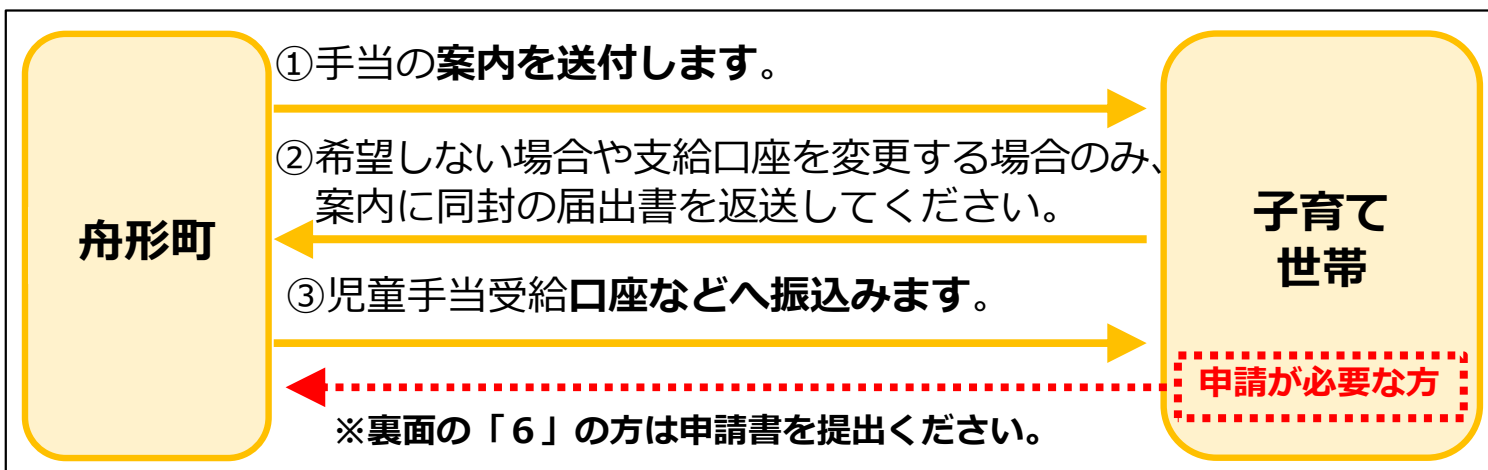 舟形町
①手当の案内を送付します。
②希望しない場合や支給口座を変更する場合のみ、
案内に同封の届出書を返送してください。
③児童手当受給口座などへ振込みます。
子育て
世帯
申請が必要な方
※裏面の「６」の方は申請書を提出ください。